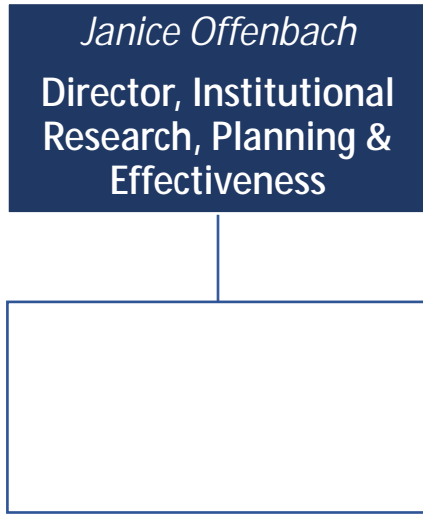 Janice Offenbach
Director, Institutional
Research, Planning &
Effectiveness